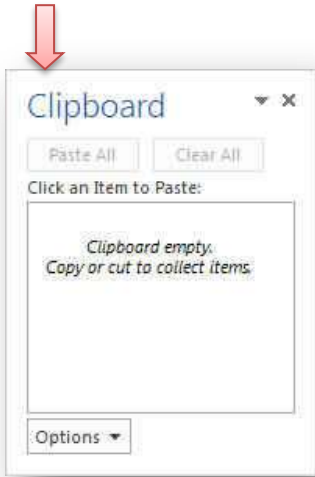 Clipboard
Paste All Clear All
Click an Item to Paste:
Clipboard empty.
Copy or cut to collect items.
Options